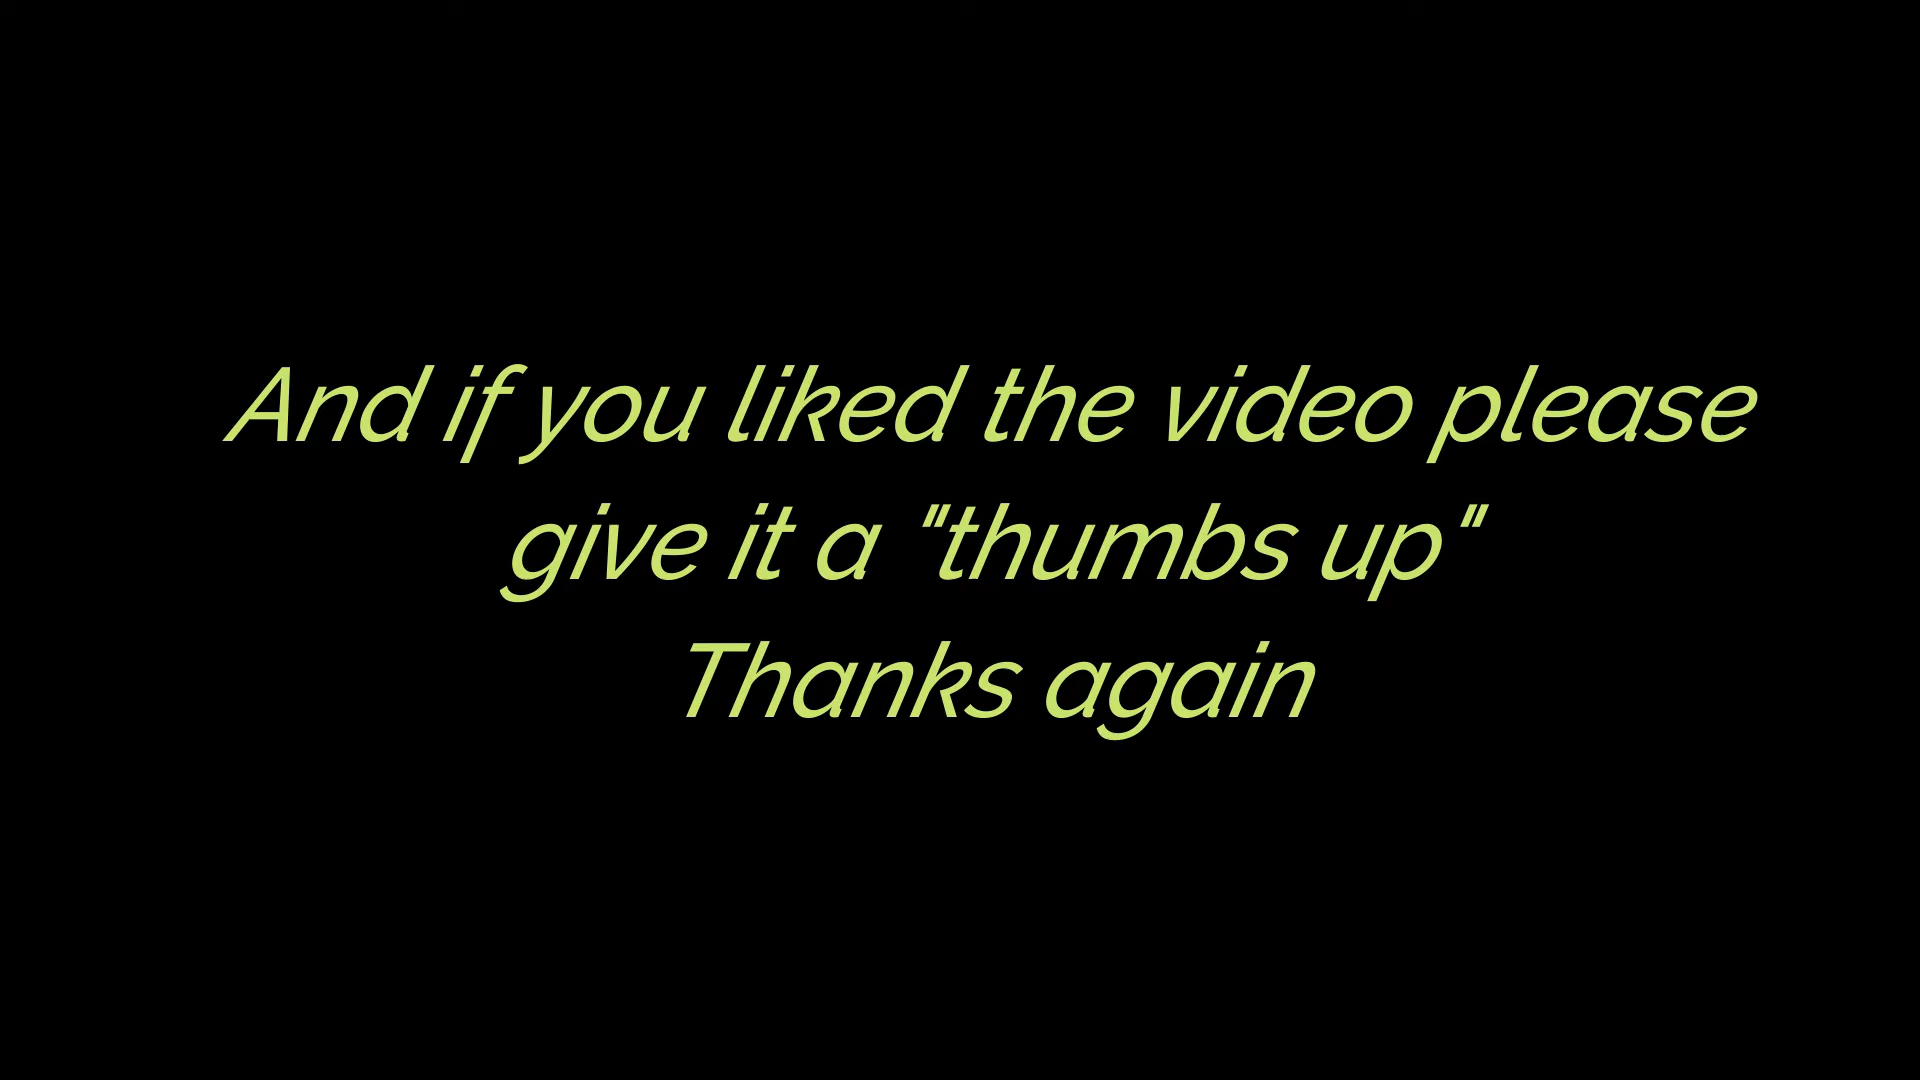 And if you liked the video please
give it a "thumbs up"
Thanks again